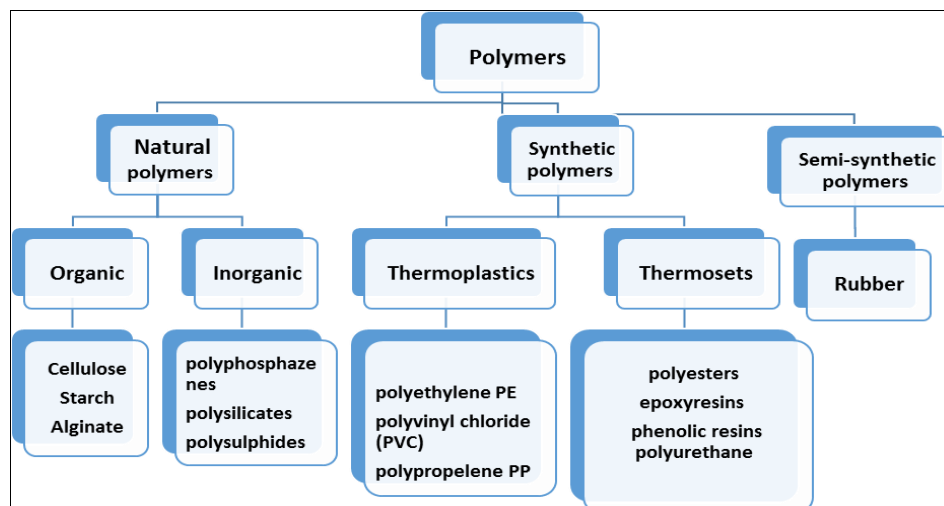 Polymers
Natural
polymers
Synthetic
polymers
Semi-synthetic
polymers
Organic
Inorganic
Thermoplastics
Thermosets
Rubber
Cellulose
Starch
Alginate
polyphosphaze
nes
polysilicates
polysulphides
polyethylene PE
polyvinyl chloride
(PVC)
polypropelene PP
polyesters
epoxyresins
phenolic resins
polyurethane